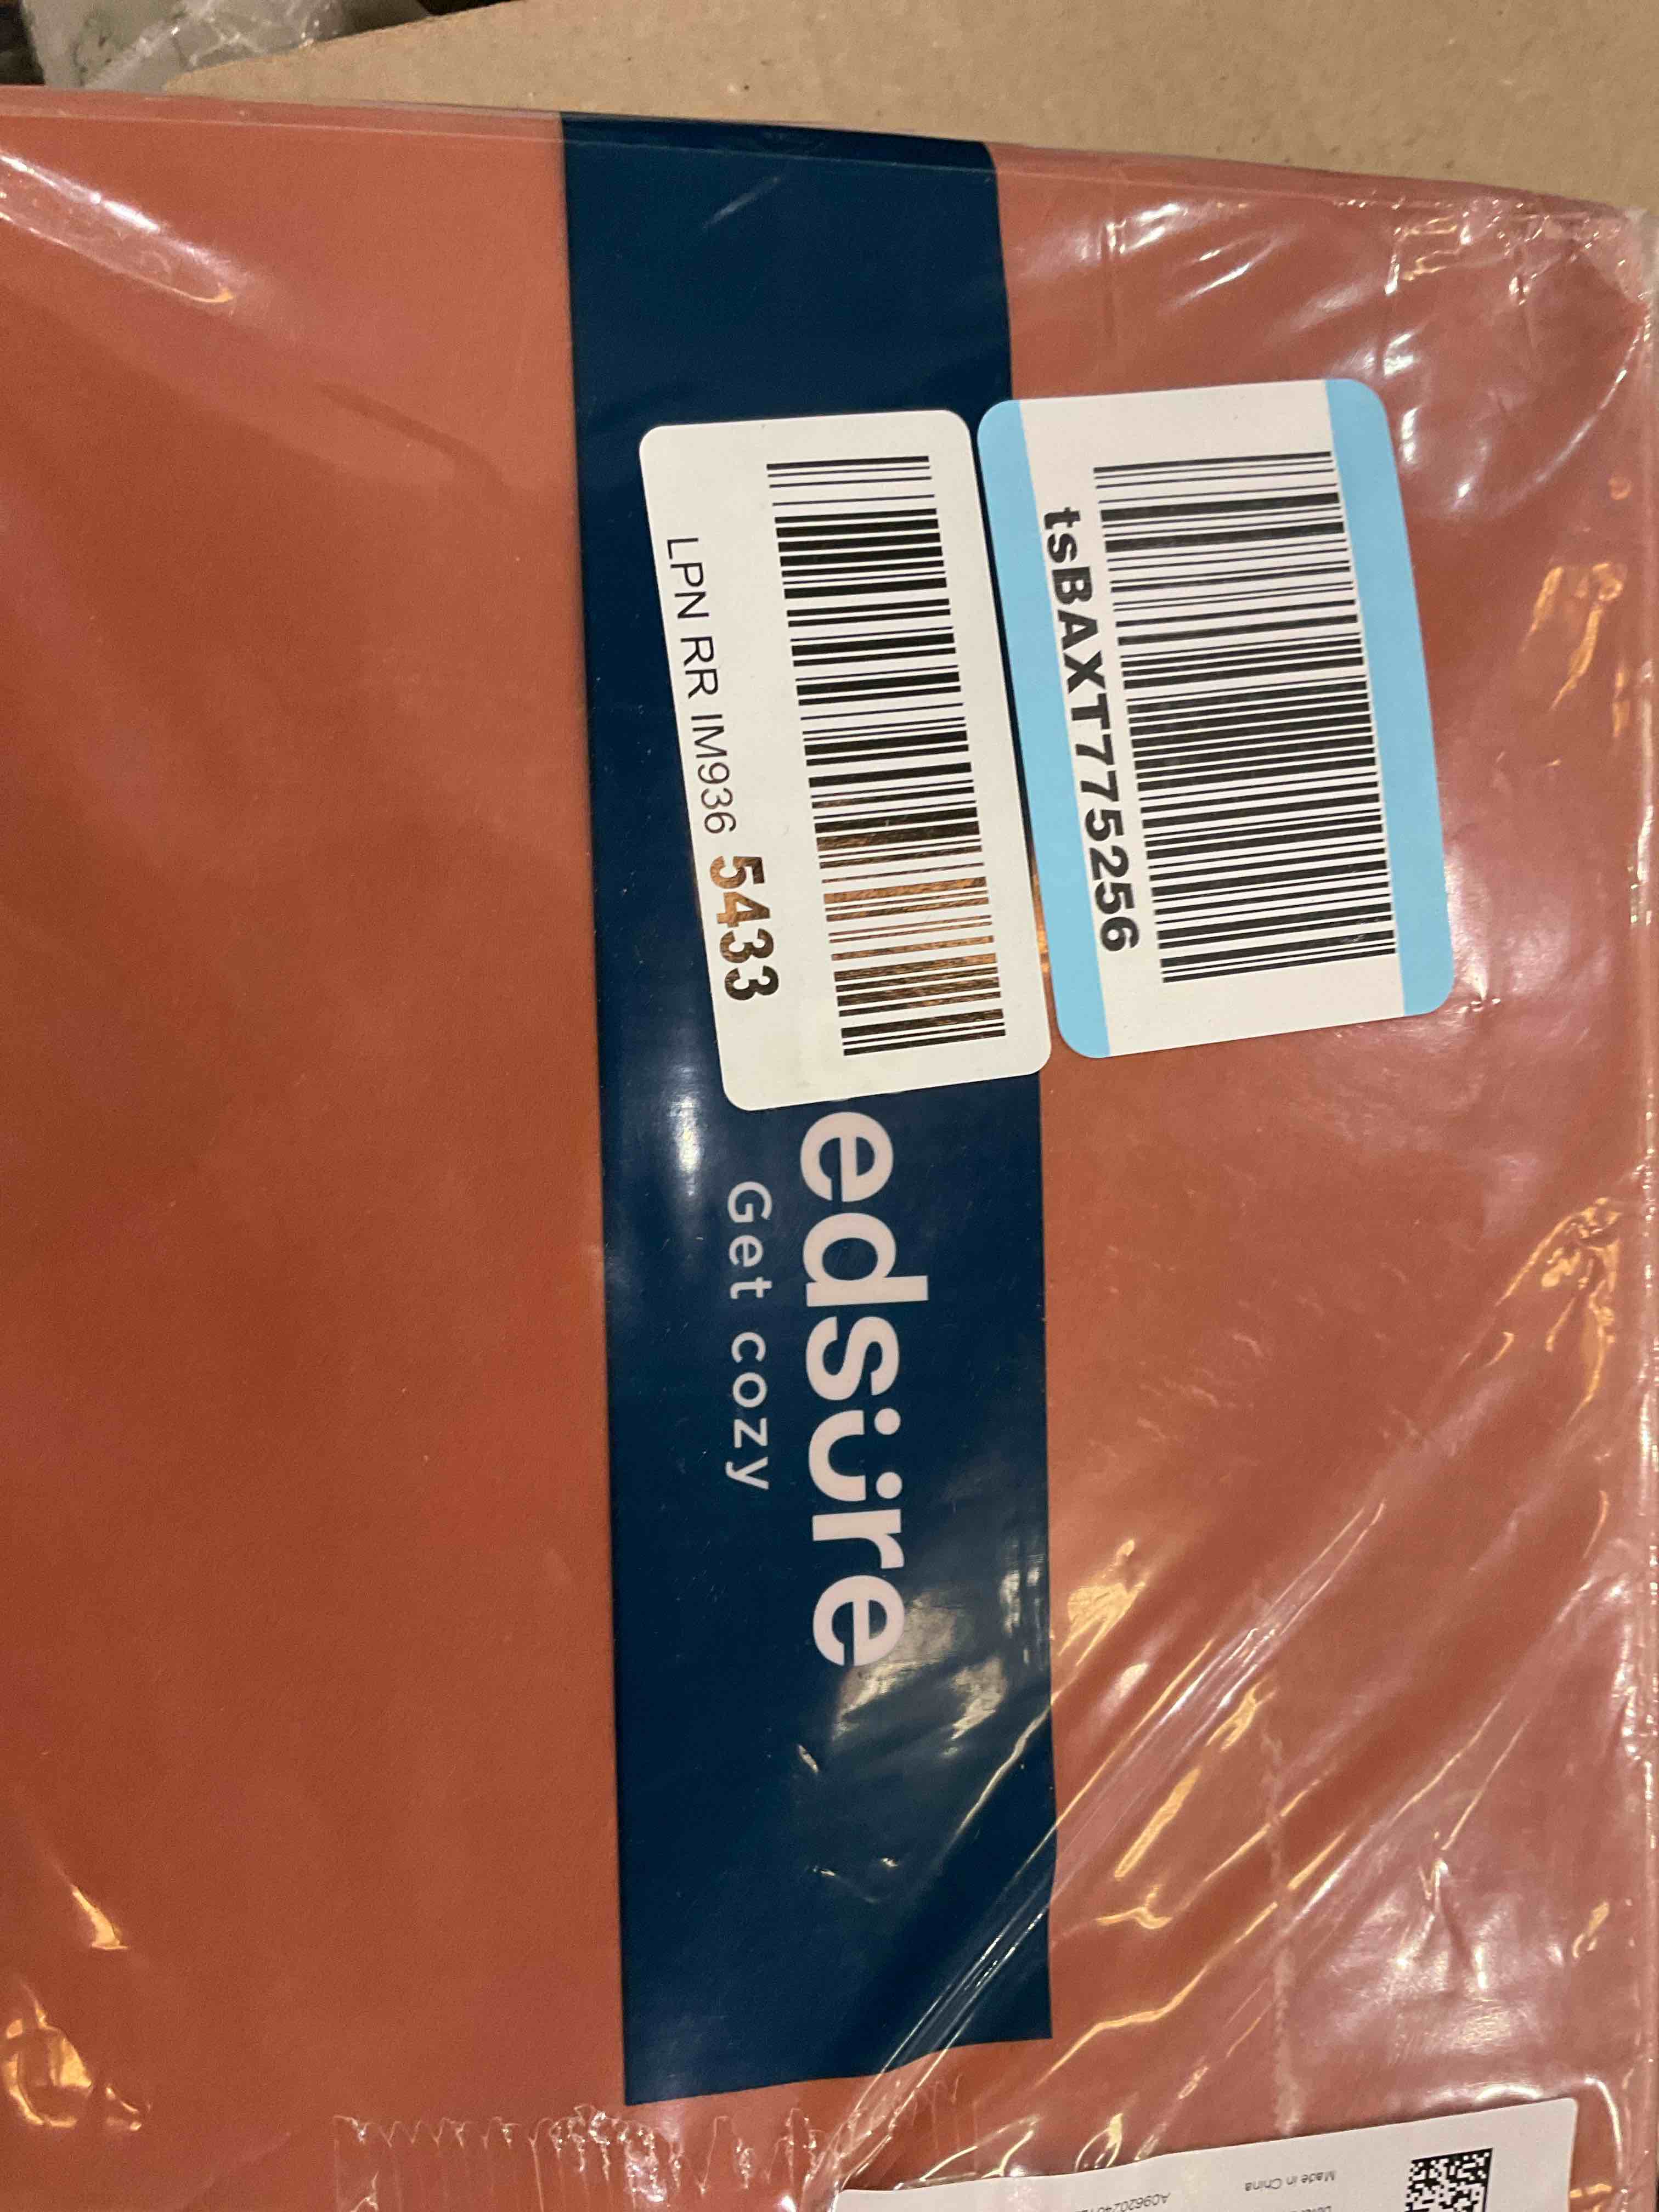 tsBAXT775256
LPN RR IM936 5433
edsüre
Get cozy
Made in China